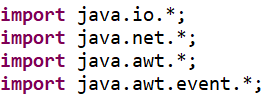 import java.io.*;
import java.net.*;
import java.awt.*;
import java.awt.event.*;